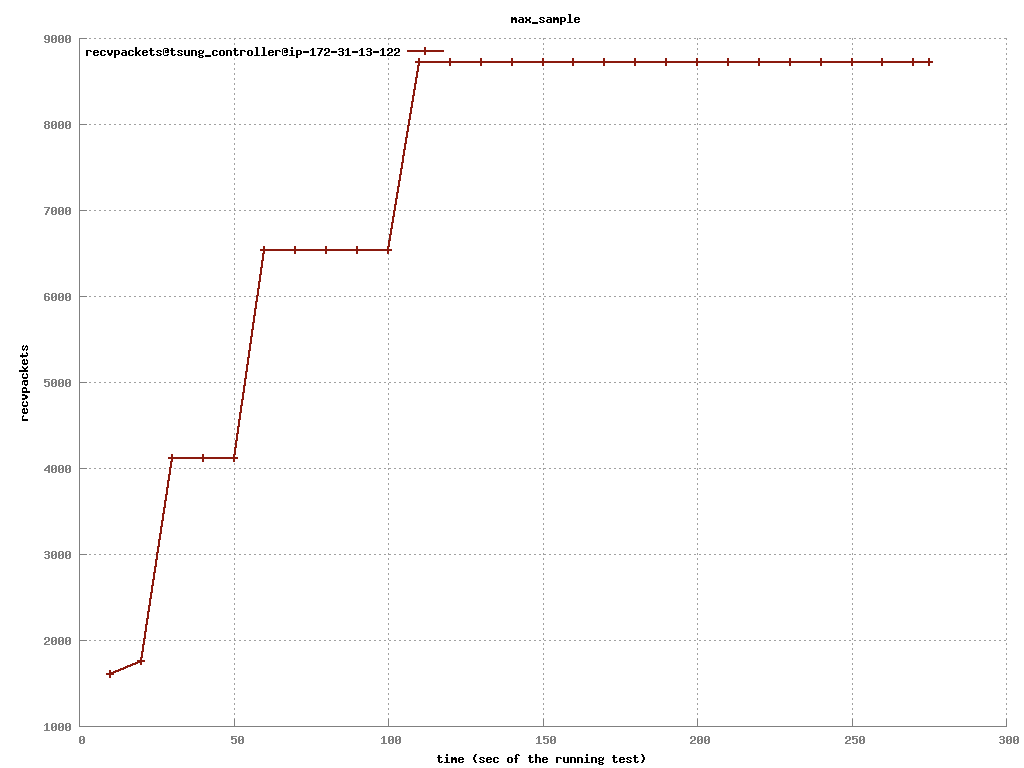 max_sample
9000
recvpackets@tsung_controller@ip-172-31-13-122
8000
7000
6000
5000
4000
3000
2000
1000
recvpackets
0 50 100 150 200 250 300
time (sec of the running test)